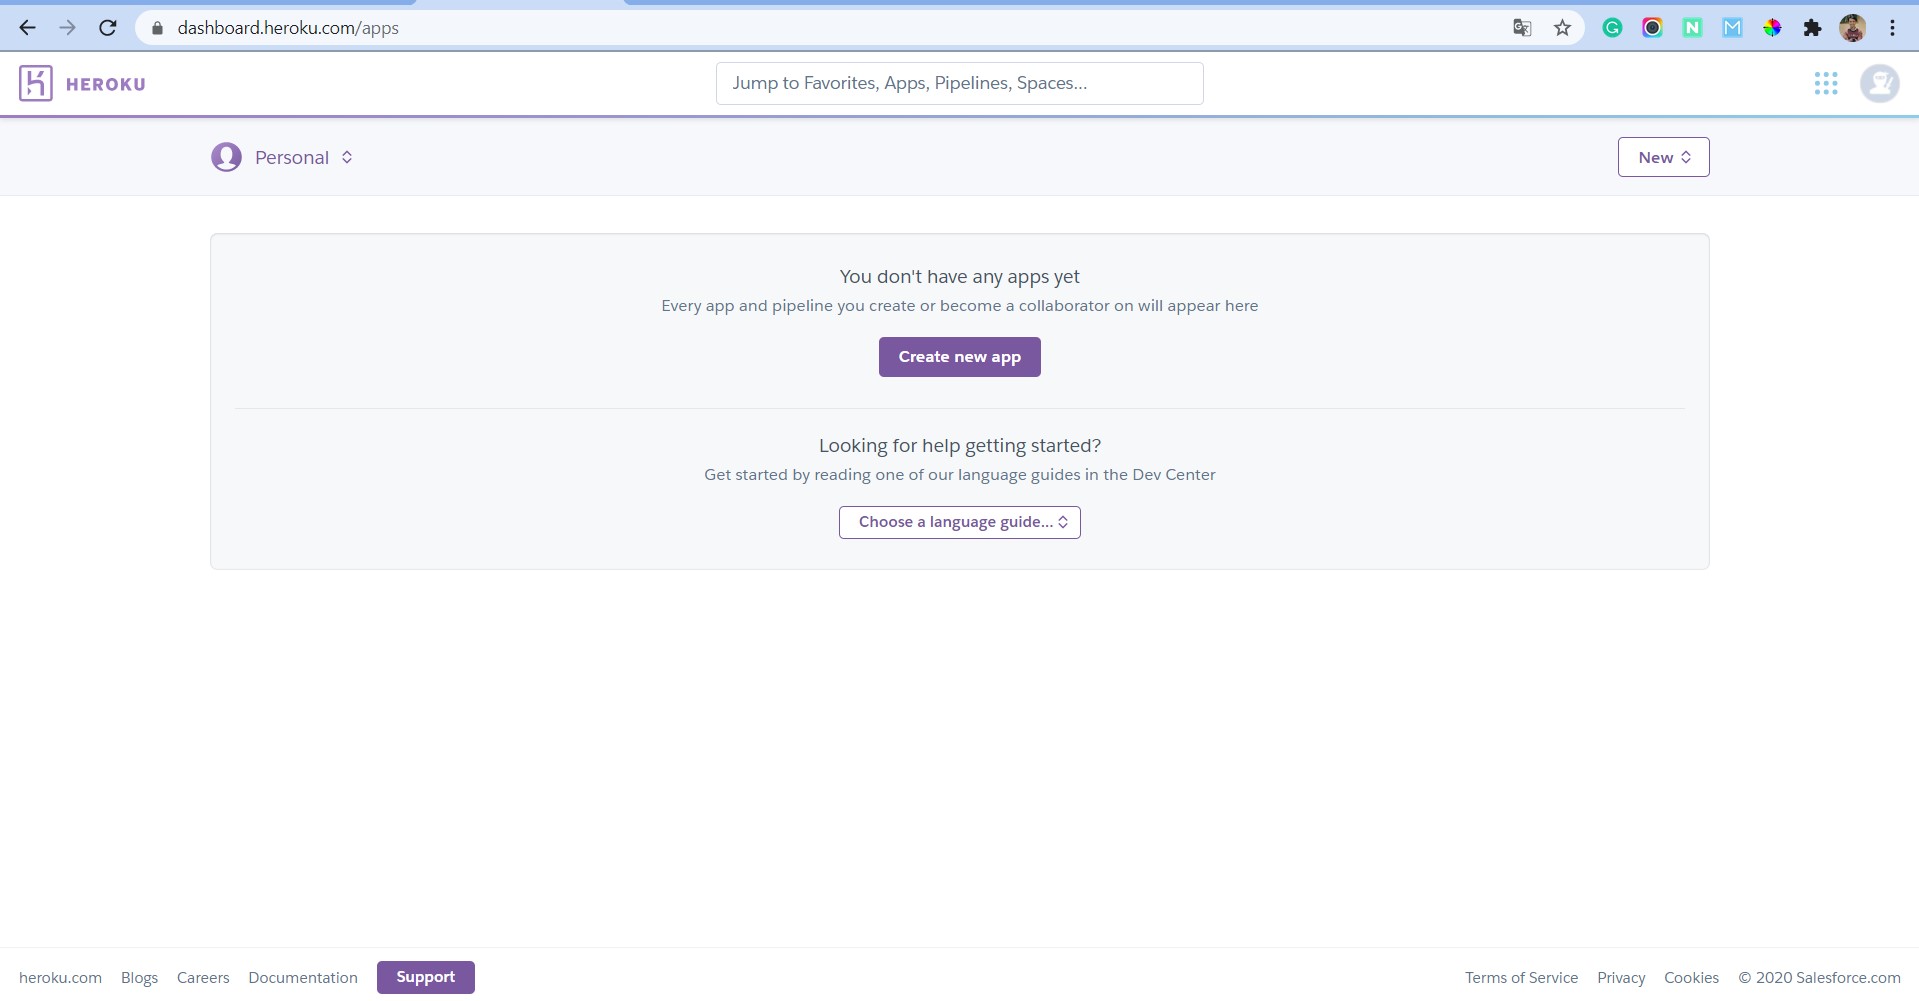 dashboard.heroku.com/apps
HEROKU
Jump to Favorites, Apps, Pipelines, Spaces...
Personal
New
You don't have any apps yet
Every app and pipeline you create or become a collaborator on will appear here
Create new app
Looking for help getting started?
Get started by reading one of our language guides in the Dev Center
Choose a language guide...
heroku.com Blogs Careers Documentation Support Terms of Service Privacy Cookies © 2020 Salesforce.com